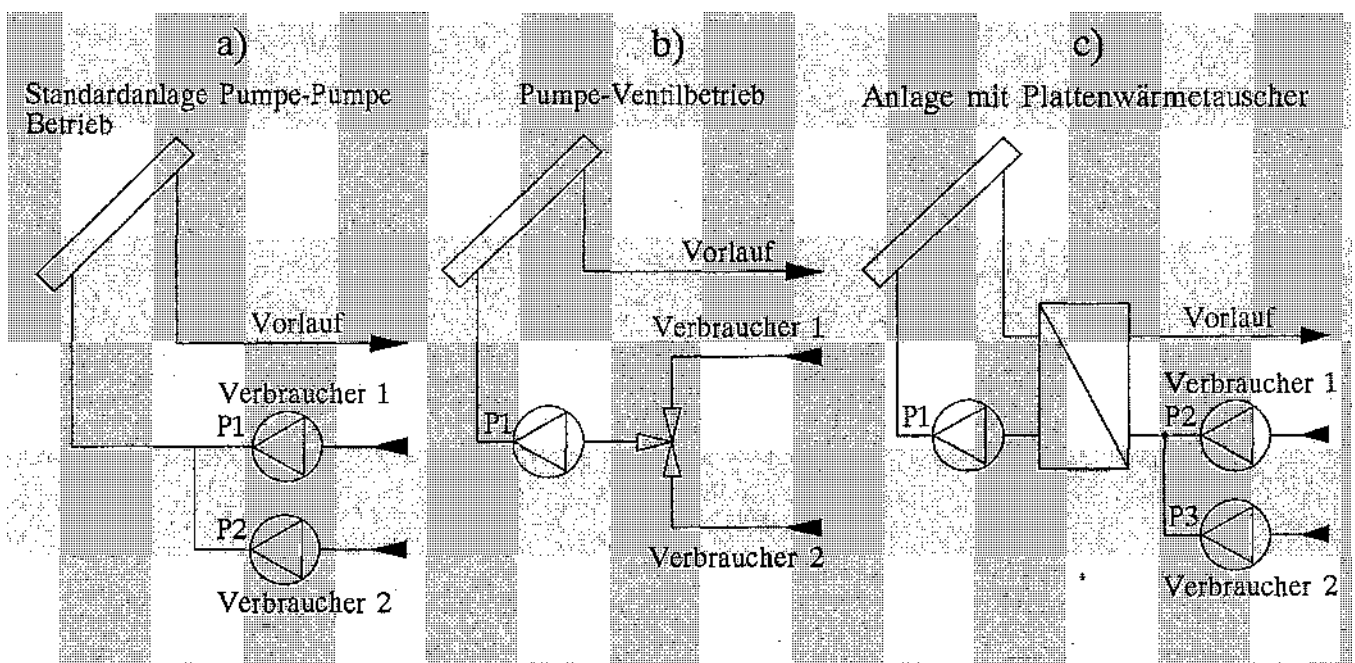 a)
Standardanlage Pumpe-Pumpe
Betrieb
Vorlauf
Verbraucher 1
P1
P2
Verbraucher 2
b)
Pumpe-Ventilbetrieb
Vorlauf
Verbraucher 1
P1
Verbraucher 2
c)
Anlage mit Plattenwärmetauscher
Vorlauf
Verbraucher 1
P1
P2
P3
Verbraucher 2